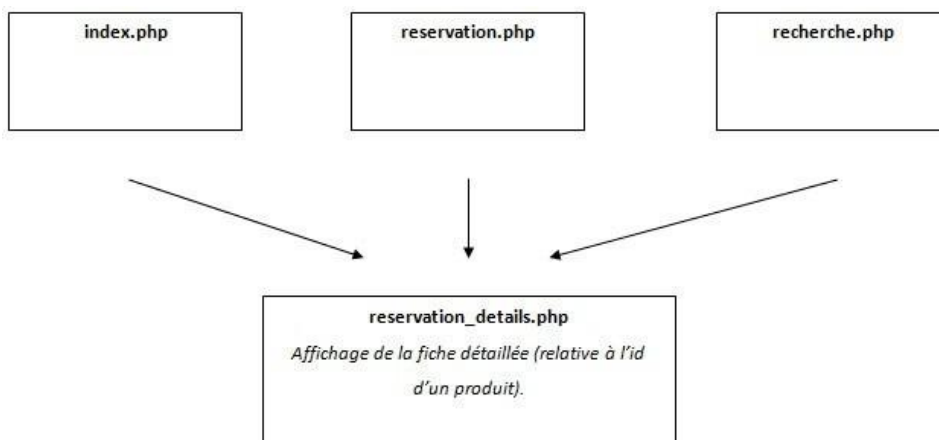 index.php
reservation.php
recherche.php
reservation_details.php
Affichage de la fiche détaillée (relative à l'id
d'un produit).